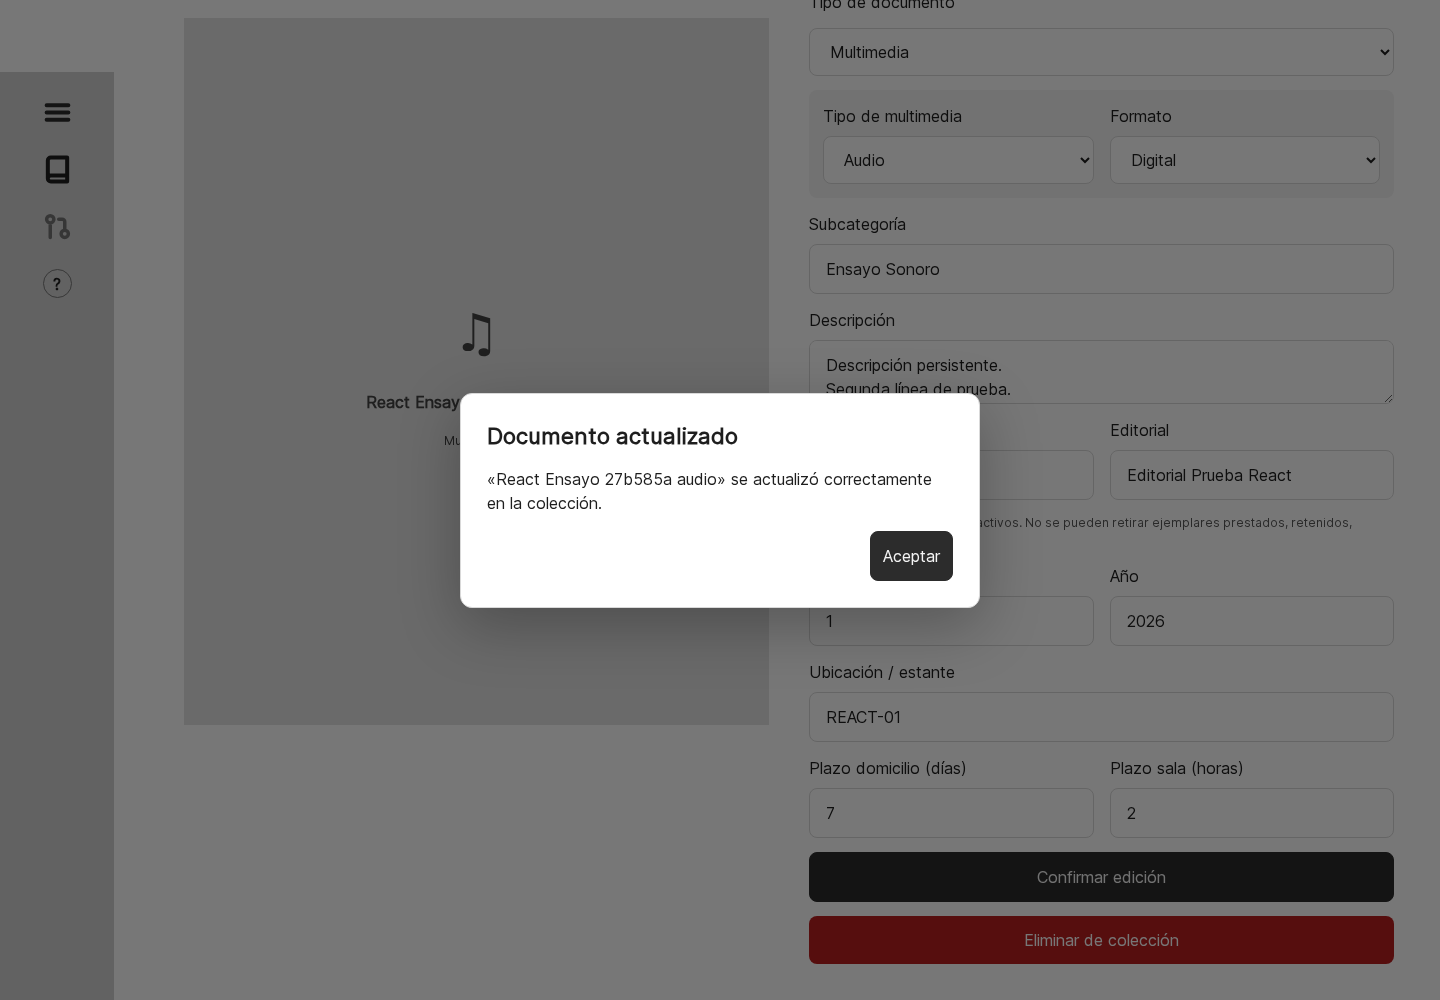 Tipo de documento
Multimedia
Tipo de multimedia
Formato
Audio
Digital
Subcategoría
?
Ensayo Sonoro
Descripción
Descripción persistente.
Segunda línea de prueba.
React Ensay
Mu
Editorial
Editorial Prueba React
Documento actualizado
«React Ensayo 27b585a audio» se actualizó correctamente
en la colección.
Aceptar
activos. No se pueden retirar ejemplares prestados, retenidos,
Año
1
2026
Ubicación / estante
REACT-01
Plazo domicilio (días)
Plazo sala (horas)
7
2
Confirmar edición
Eliminar de colección